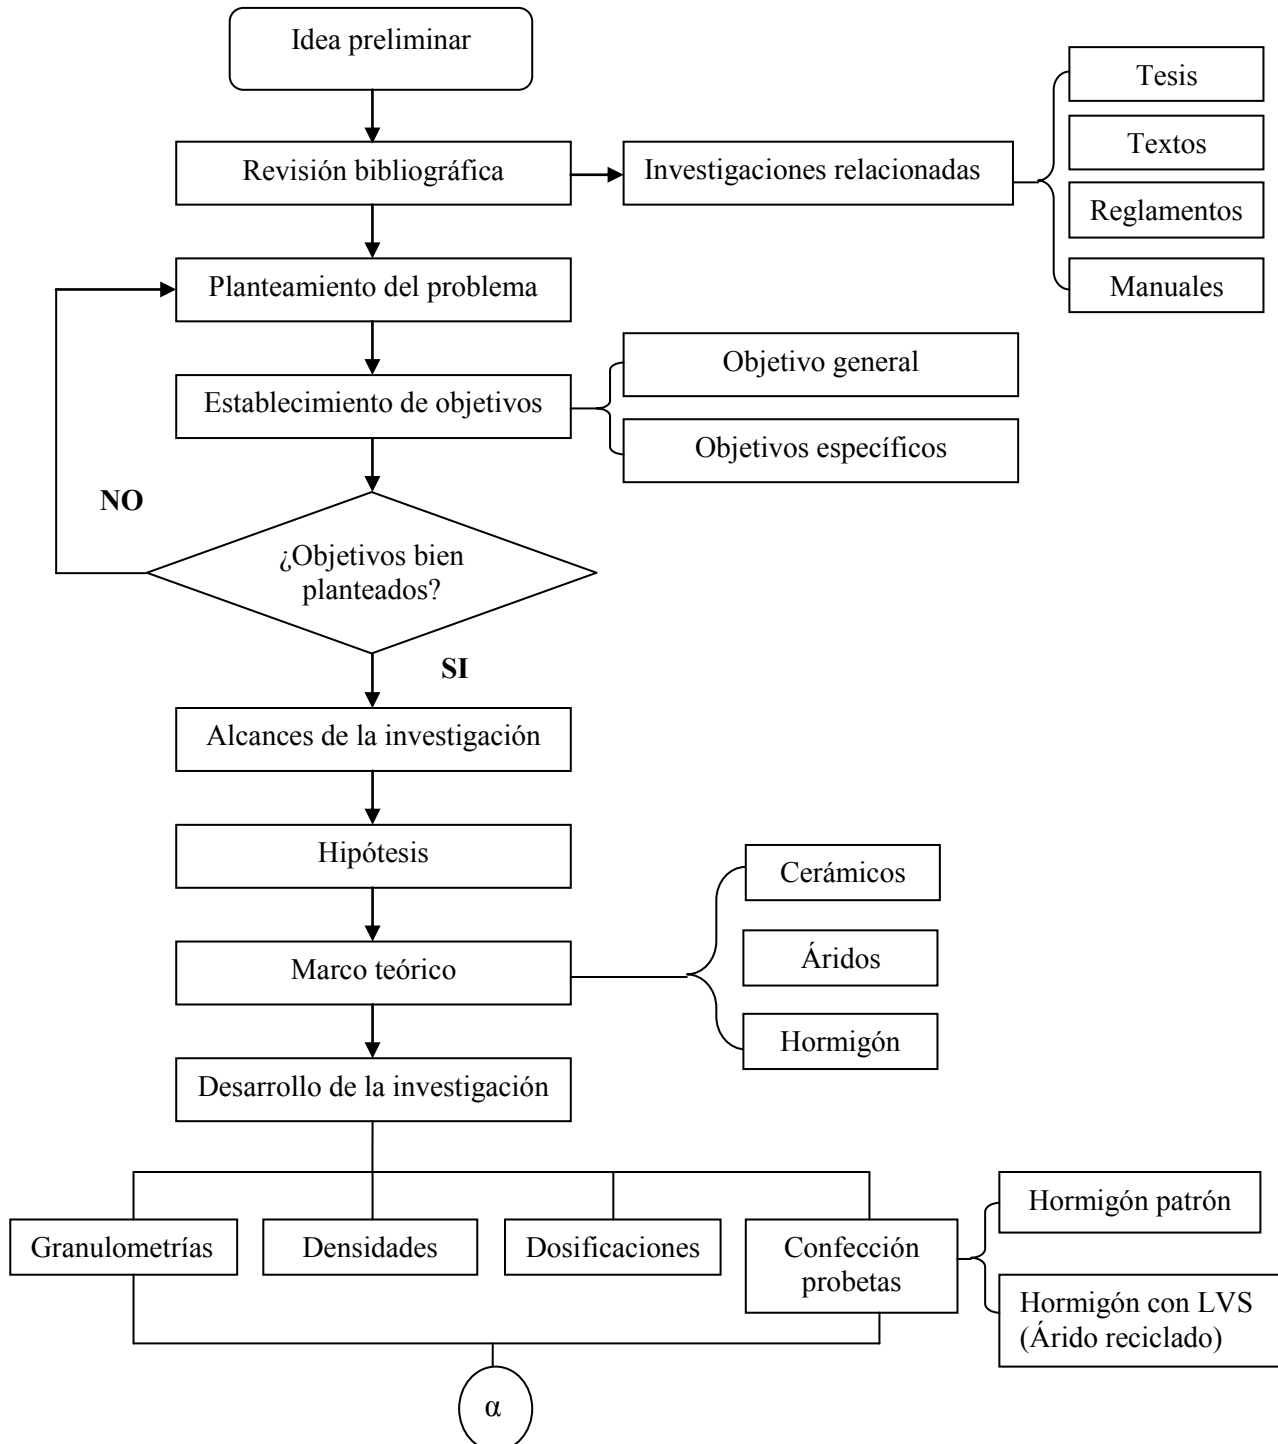 Idea preliminar
Tesis
Textos
Revisión bibliográfica
Investigaciones relacionadas
Reglamentos
Manuales
Planteamiento del problema
Objetivo general
Establecimiento de objetivos
Objetivos específicos
NO
¿Objetivos bien
planteados?
SI
Alcances de la investigación
Hipótesis
Cerámicos
Marco teórico
Áridos
Hormigón
Desarrollo de la investigación
Granulometrías
Densidades
Dosificaciones
Confección
probetas
Hormigón patrón
Hormigón con LVS
(Árido reciclado)
α